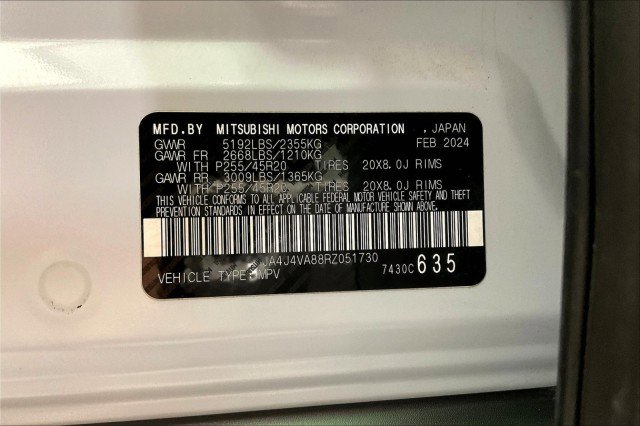 MFD.BY MITSUBISHI MOTORS CORPORATION , JAPAN
GVWR 5192LBS/2355KG FEB 2024
GAWR FR 2668LBS/1210KG
WITH P255/45R20 TIRES 20X8.0J RIMS
GAWR RR 3009LBS/1365KG
WITH P255/45R20 TIRES 20X8.0J RIMS
THIS VEHICLE CONFORMS TO ALL APPLICABLE FEDERAL MOTOR VEHICLE SAFETY AND THEFT
PREVENTION STANDARDS IN EFFECT ON THE DATE OF MANUFACTURE SHOWN ABOVE.
JA4J4VA88RZ051730
VEHICLE TYPE: MPV 7430C 635